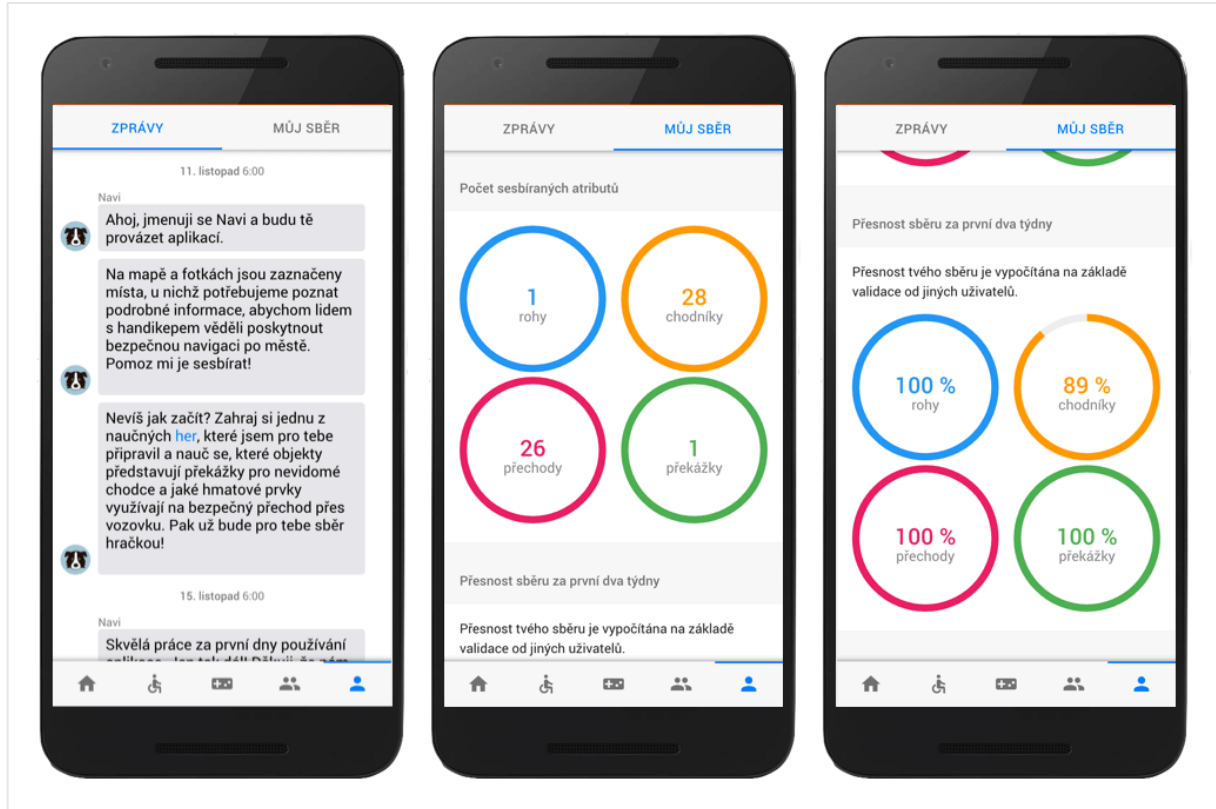 ZPRÁVY
MŮJ SBĚR
11. listopad 6:00
Navi
Ahoj, jmenuji se Navi a budu tě
provázet aplikací.
Na mapě a fotkách jsou zaznačeny
místa, u nichž potřebujeme poznat
podrobné informace, abychom lidem
s handikepem věděli poskytnout
bezpečnou navigaci po městě.
Pomoz mi je sesbírat!
Nevíš jak začít? Zahraj si jednu z
naučných her, které jsem pro tebe
připravil a nauč se, které objekty
představují překážky pro nevidomé
chodce a jaké hmatové prvky
využívají na bezpečný přechod přes
vozovku. Pak už bude pro tebe sběr
hračkou!
15. listopad 6:00
Navi
Skvělá práce za první dny používání
aplikace. Jen tak dál! Děkuji, že nám
ZPRÁVY
MŮJ SBĚR
Počet sesbíraných atributů
1
rohy
28
chodníky
26
přechody
1
překážky
Přesnost sběru za první dva týdny
Přesnost tvého sběru je vypočítána na základě
validace od jiných uživatelů.
ZPRÁVY
MŮJ SBĚR
Přesnost sběru za první dva týdny
Přesnost tvého sběru je vypočítána na základě
validace od jiných uživatelů.
100 %
rohy
89 %
chodníky
100 %
přechody
100 %
překážky